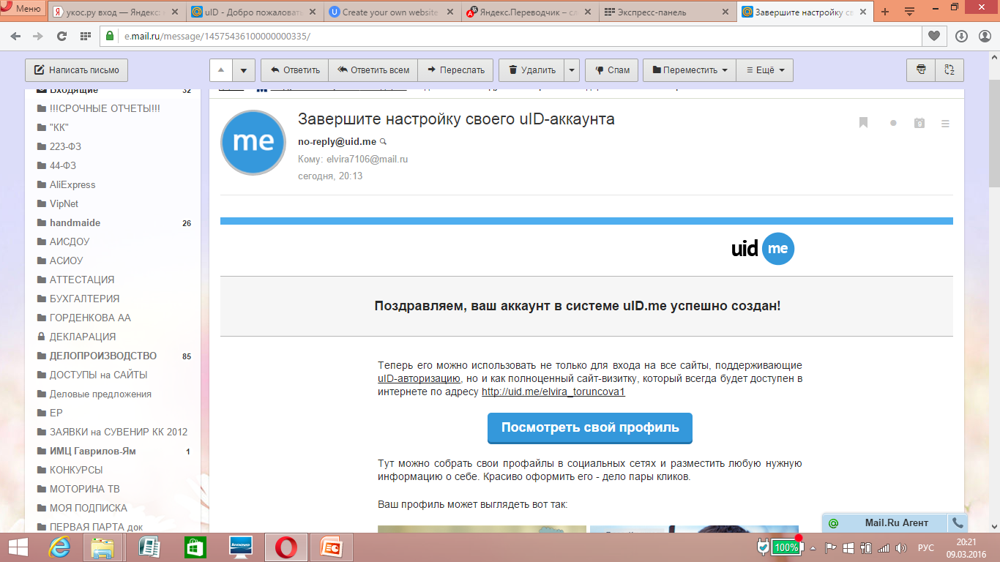 Меню
укос.ру вход — Яндекс:
uID - Добро пожаловать
Create your own website
Яндекс.Переводчик – сл
Экспресс-панель
Завершите настройку св
e.mail.ru/message/14575436100000000335/
Написать письмо
Ответить
Ответить всем
Переслать
Удалить
Спам
Переместить
Ещё
Входящие 32
!!!СРОЧНЫЕ ОТЧЕТЫ!!!
"КК"
223-ФЗ
44-ФЗ
AliExpress
VipNet
handmaide 26
АИСДОУ
АСИОУ
АТТЕСТАЦИЯ
БУХГАЛТЕРИЯ
ГОРДЕНКОВА АА
ДЕКЛАРАЦИЯ
ДЕЛОПРОИЗВОДСТВО 85
ДОСТУПЫ на САЙТЫ
Деловые предложения
ЕР
ЗАЯВКИ на СУВЕНИР КК 2012
ИМЦ Гаврилов-Ям 1
КОНКУРСЫ
МОТОРИНА ТВ
МОЯ ПОДПИСКА
ПЕРВАЯ ПАРТА док
me
Завершите настройку своего uID-аккаунта
no-reply@uid.me
Кому: elvira7106@mail.ru
сегодня, 20:13
uid me
Поздравляем, ваш аккаунт в системе uID.me успешно создан!
Теперь его можно использовать не только для входа на все сайты, поддерживающие
uID-авторизацию, но и как полноценный сайт-визитку, который всегда будет доступен в
интернете по адресу http://uid.me/elvira_toruncova1
Посмотреть свой профиль
Тут можно собрать свои профайлы в социальных сетях и разместить любую нужную
информацию о себе. Красиво оформить его - дело пары кликов.
Ваш профиль может выглядеть вот так:
Mail.Ru Агент
lenovo
100%
РУС
20:21
09.03.2016